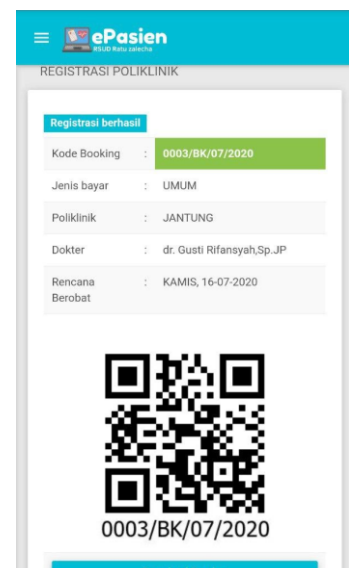 ePasien
RSUD Ratu zalecha
REGISTRASI POLIKLINIK
Registrasi berhasil
Kode Booking : 0003/BK/07/2020
Jenis bayar : UMUM
Poliklinik : JANTUNG
Dokter : dr. Gusti Rifansyah,Sp.JP
Rencana : KAMIS, 16-07-2020
Berobat
0003/BK/07/2020